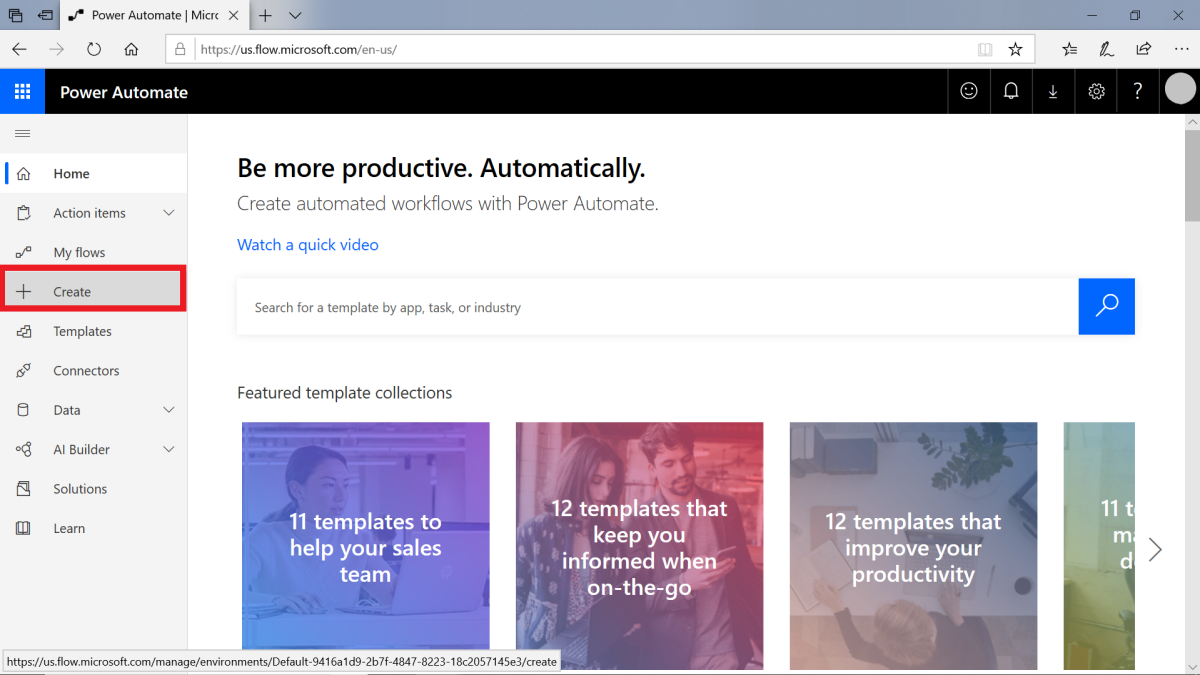 Power Automate | Micr
https://us.flow.microsoft.com/en-us/
Power Automate
?
Home
Action items
My flows
Create
Templates
Connectors
Data
AI Builder
Solutions
Learn
Be more productive. Automatically.
Create automated workflows with Power Automate.
Watch a quick video
Search for a template by app, task, or industry
Featured template collections
11 templates to
help your sales
team
12 templates that
keep you
informed when
on-the-go
12 templates that
improve your
productivity
11 t
m
d
https://us.flow.microsoft.com/manage/environments/Default-9416a1d9-2b7f-4847-8223-18c2057145e3/create